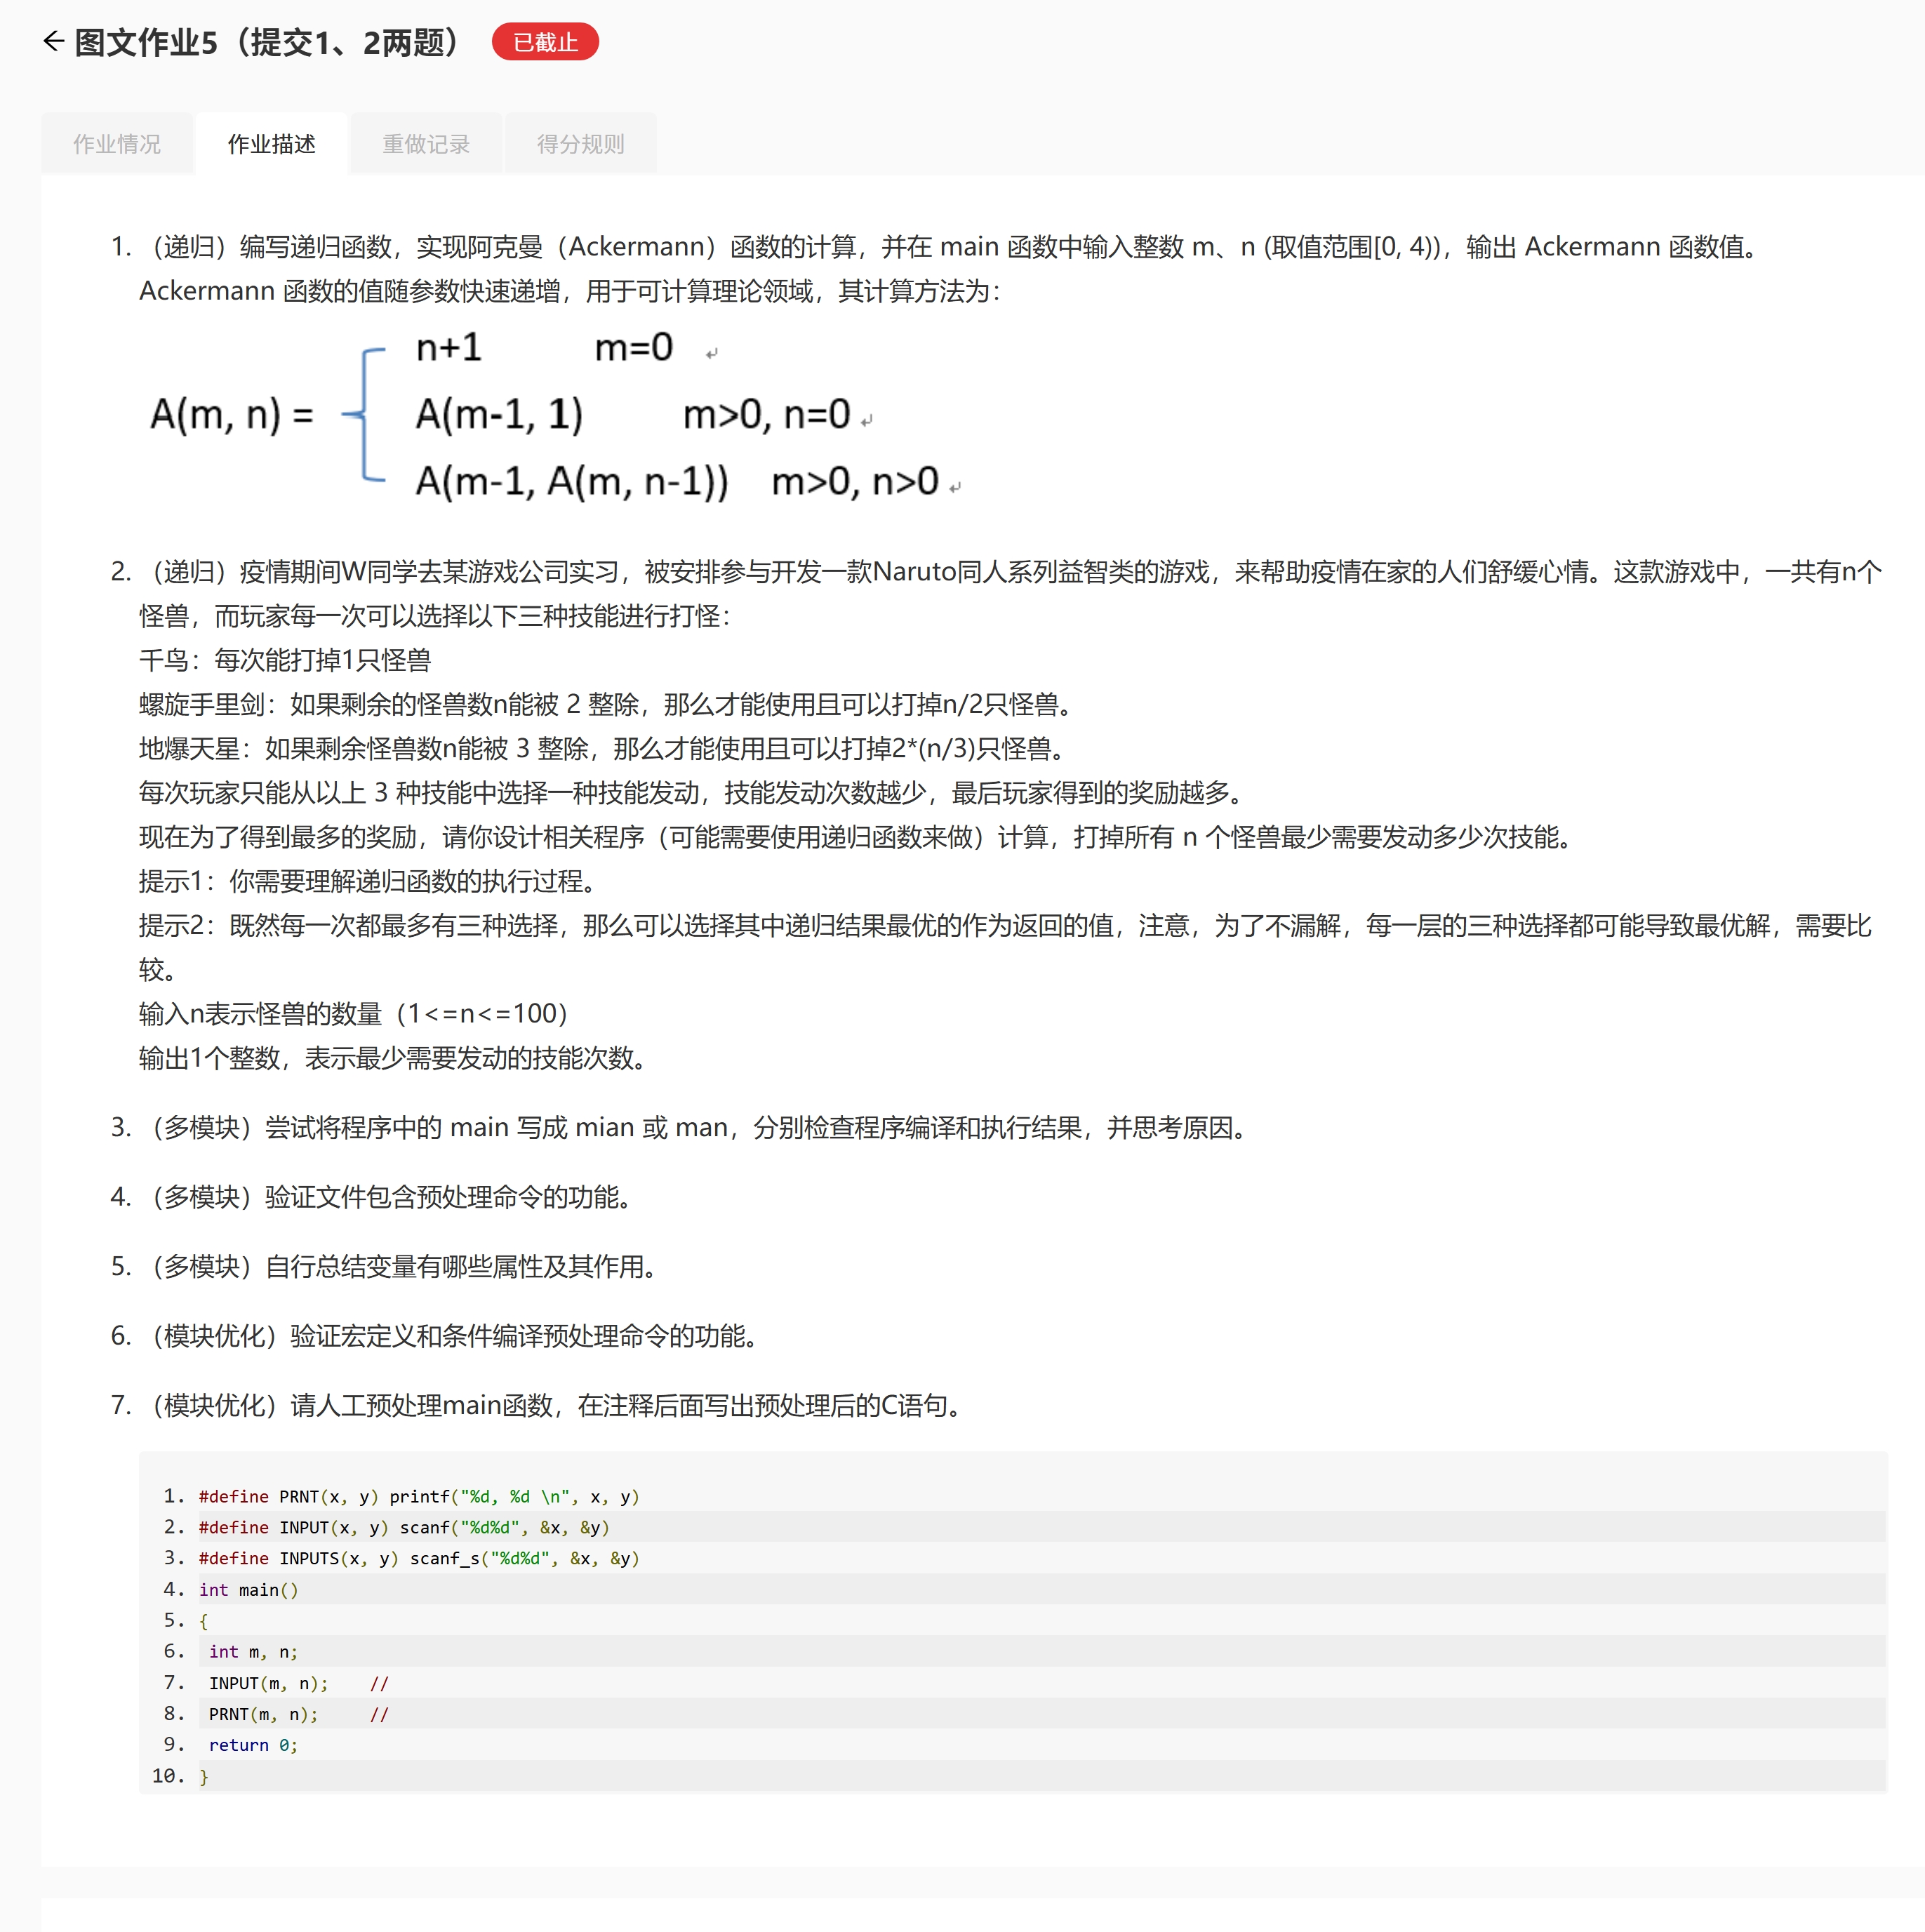 ← 图文作业5（提交1、2两题） 已截止
作业情况 作业描述 重做记录 得分规则
1. （递归）编写递归函数，实现阿克曼（Ackermann）函数的计算，并在 main 函数中输入整数 m、n (取值范围[0, 4))，输出 Ackermann 函数值。
Ackermann 函数的值随参数快速递增，用于可计算理论领域，其计算方法为：
n+1 m=0 ↵
A(m, n) = A(m-1, 1) m>0, n=0 ↵
A(m-1, A(m, n-1)) m>0, n>0 ↵
2. （递归）疫情期间W同学去某游戏公司实习，被安排参与开发一款Naruto同人系列益智类的游戏，来帮助疫情在家的人们舒缓心情。这款游戏中，一共有n个
怪兽，而玩家每一次可以选择以下三种技能进行打怪：
千鸟：每次能打掉1只怪兽
螺旋手里剑：如果剩余的怪兽数n能被 2 整除，那么才能使用且可以打掉n/2只怪兽。
地爆天星：如果剩余怪兽数n能被 3 整除，那么才能使用且可以打掉2*(n/3)只怪兽。
每次玩家只能从以上 3 种技能中选择一种技能发动，技能发动次数越少，最后玩家得到的奖励越多。
现在为了得到最多的奖励，请你设计相关程序（可能需要使用递归函数来做）计算，打掉所有 n 个怪兽最少需要发动多少次技能。
提示1：你需要理解递归函数的执行过程。
提示2：既然每一次都最多有三种选择，那么可以选择其中递归结果最优的作为返回的值，注意，为了不漏解，每一层的三种选择都可能导致最优解，需要比
较。
输入n表示怪兽的数量（1<=n<=100）
输出1个整数，表示最少需要发动的技能次数。
3. （多模块）尝试将程序中的 main 写成 mian 或 man，分别检查程序编译和执行结果，并思考原因。
4. （多模块）验证文件包含预处理命令的功能。
5. （多模块）自行总结变量有哪些属性及其作用。
6. （模块优化）验证宏定义和条件编译预处理命令的功能。
7. （模块优化）请人工预处理main函数，在注释后面写出预处理后的C语句。
1. #define PRNT(x, y) printf("%d, %d \n", x, y)
2. #define INPUT(x, y) scanf("%d%d", &x, &y)
3. #define INPUTS(x, y) scanf_s("%d%d", &x, &y)
4. int main()
5. {
6. int m, n;
7. INPUT(m, n); //
8. PRNT(m, n); //
9. return 0;
10. }